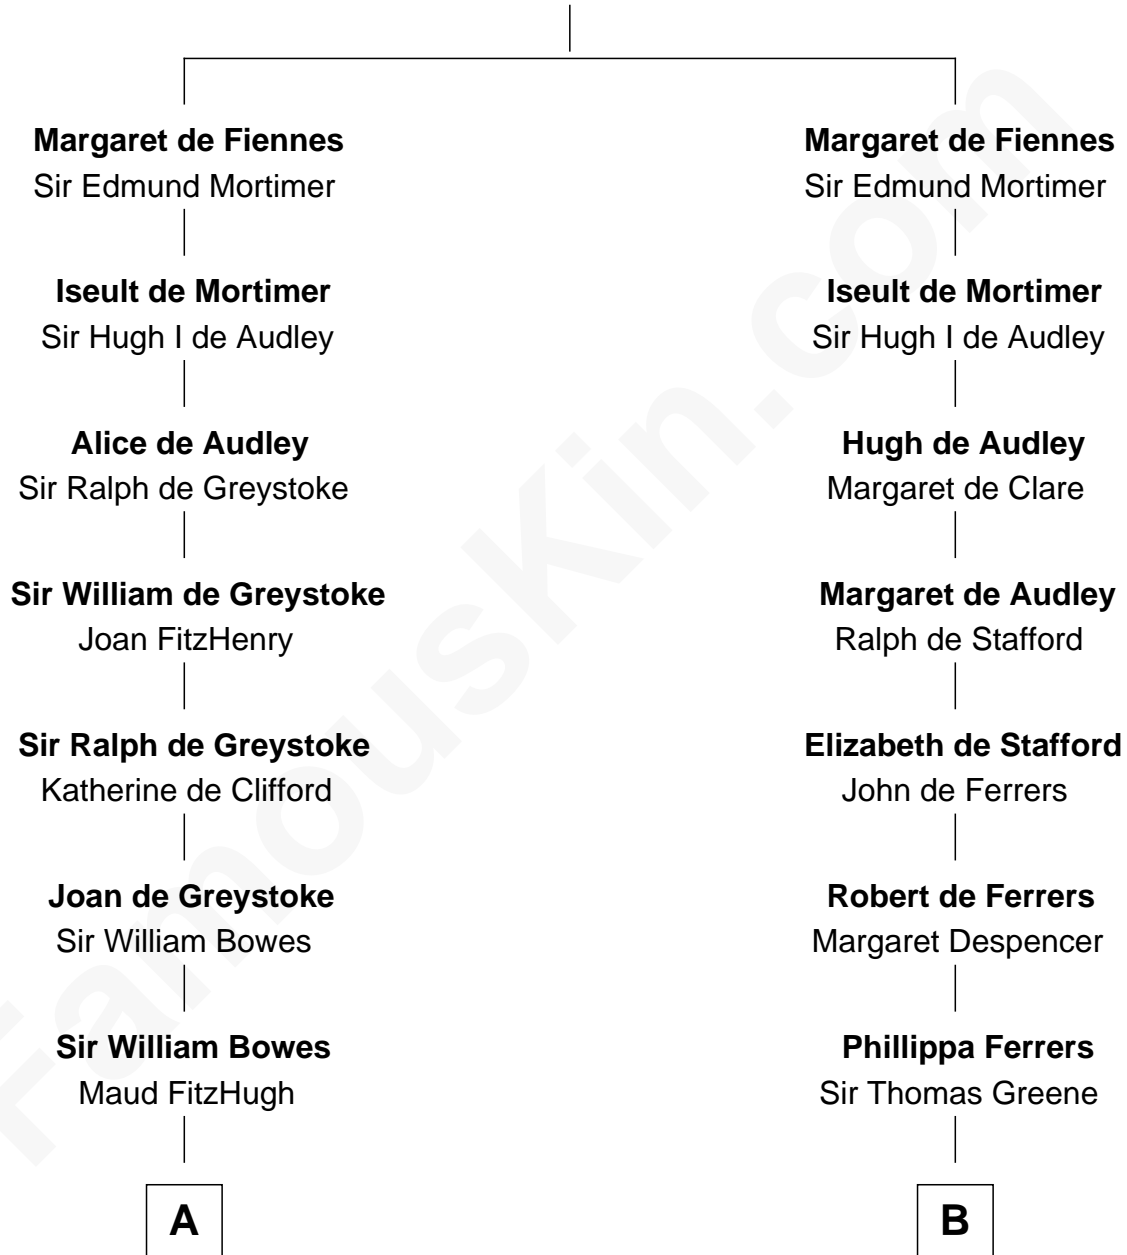 Margaret de Fiennes
Sir Edmund Mortimer
Iseult de Mortimer
Sir Hugh I de Audley
Alice de Audley
Sir Ralph de Greystoke
Sir William de Greystoke
Joan FitzHenry
Sir Ralph de Greystoke
Katherine de Clifford
Joan de Greystoke
Sir William Bowes
Sir William Bowes
Maud FitzHugh
A
Margaret de Fiennes
Sir Edmund Mortimer
Iseult de Mortimer
Sir Hugh I de Audley
Hugh de Audley
Margaret de Clare
Margaret de Audley
Ralph de Stafford
Elizabeth de Stafford
John de Ferrers
Robert de Ferrers
Margaret Despencer
Phillippa Ferrers
Sir Thomas Greene
B
FamousKin.com